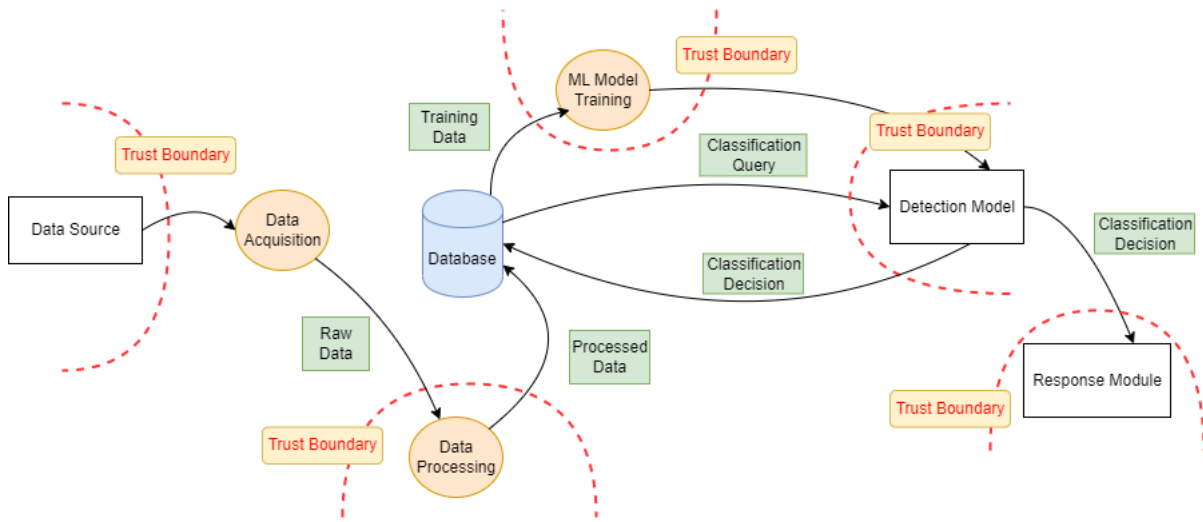 ML Model
Training
Trust Boundary
Training
Data
Trust Boundary
Trust Boundary
Classification
Query
Data Source
Data
Acquisition
Detection Model
Classification
Decision
Database
Classification
Decision
Raw
Data
Processed
Data
Response Module
Trust Boundary
Trust Boundary
Data
Processing